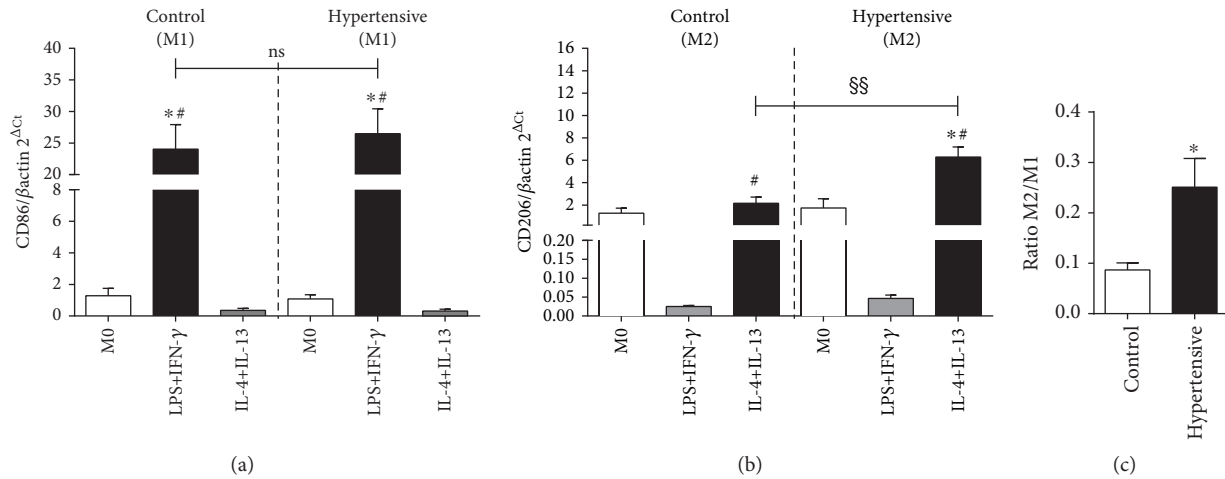 Control
(M1)
Hypertensive
(M1)
ns
CD86/βactin 2^ΔCt
40
35
30
25
20
15
10
8
6
4
2
0
*#
*#
M0
LPS+IFN-γ
IL-4+IL-13
M0
LPS+IFN-γ
IL-4+IL-13
(a)
Control
(M2)
Hypertensive
(M2)
§§
CD206/βactin 2^ΔCt
16
14
12
10
8
6
4
2
0.20
0.15
0.10
0.05
0.00
#
*#
M0
LPS+IFN-γ
IL-4+IL-13
M0
LPS+IFN-γ
IL-4+IL-13
(b)
Ratio M2/M1
0.4
0.3
0.2
0.1
0.0
*
Control
Hypertensive
(c)